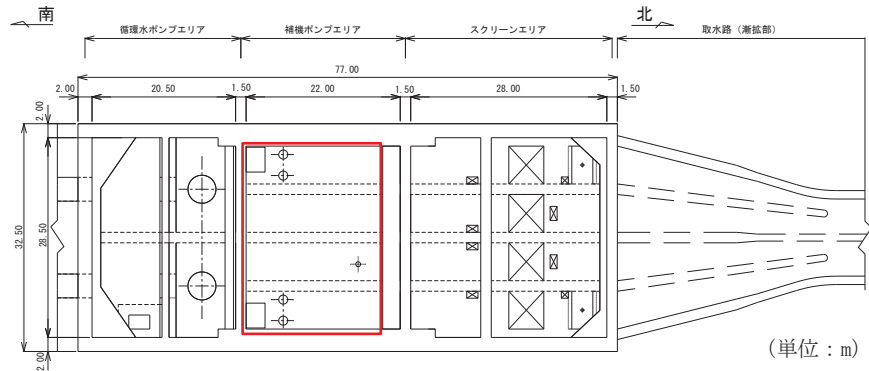 南
北
循環水ポンプエリア
補機ポンプエリア
スクリーンエリア
取水路（漸拡部）
77.00
2.00
20.50
1.50
22.00
1.50
28.00
1.50
2.00
32.50
28.50
2.00
(単位：m)